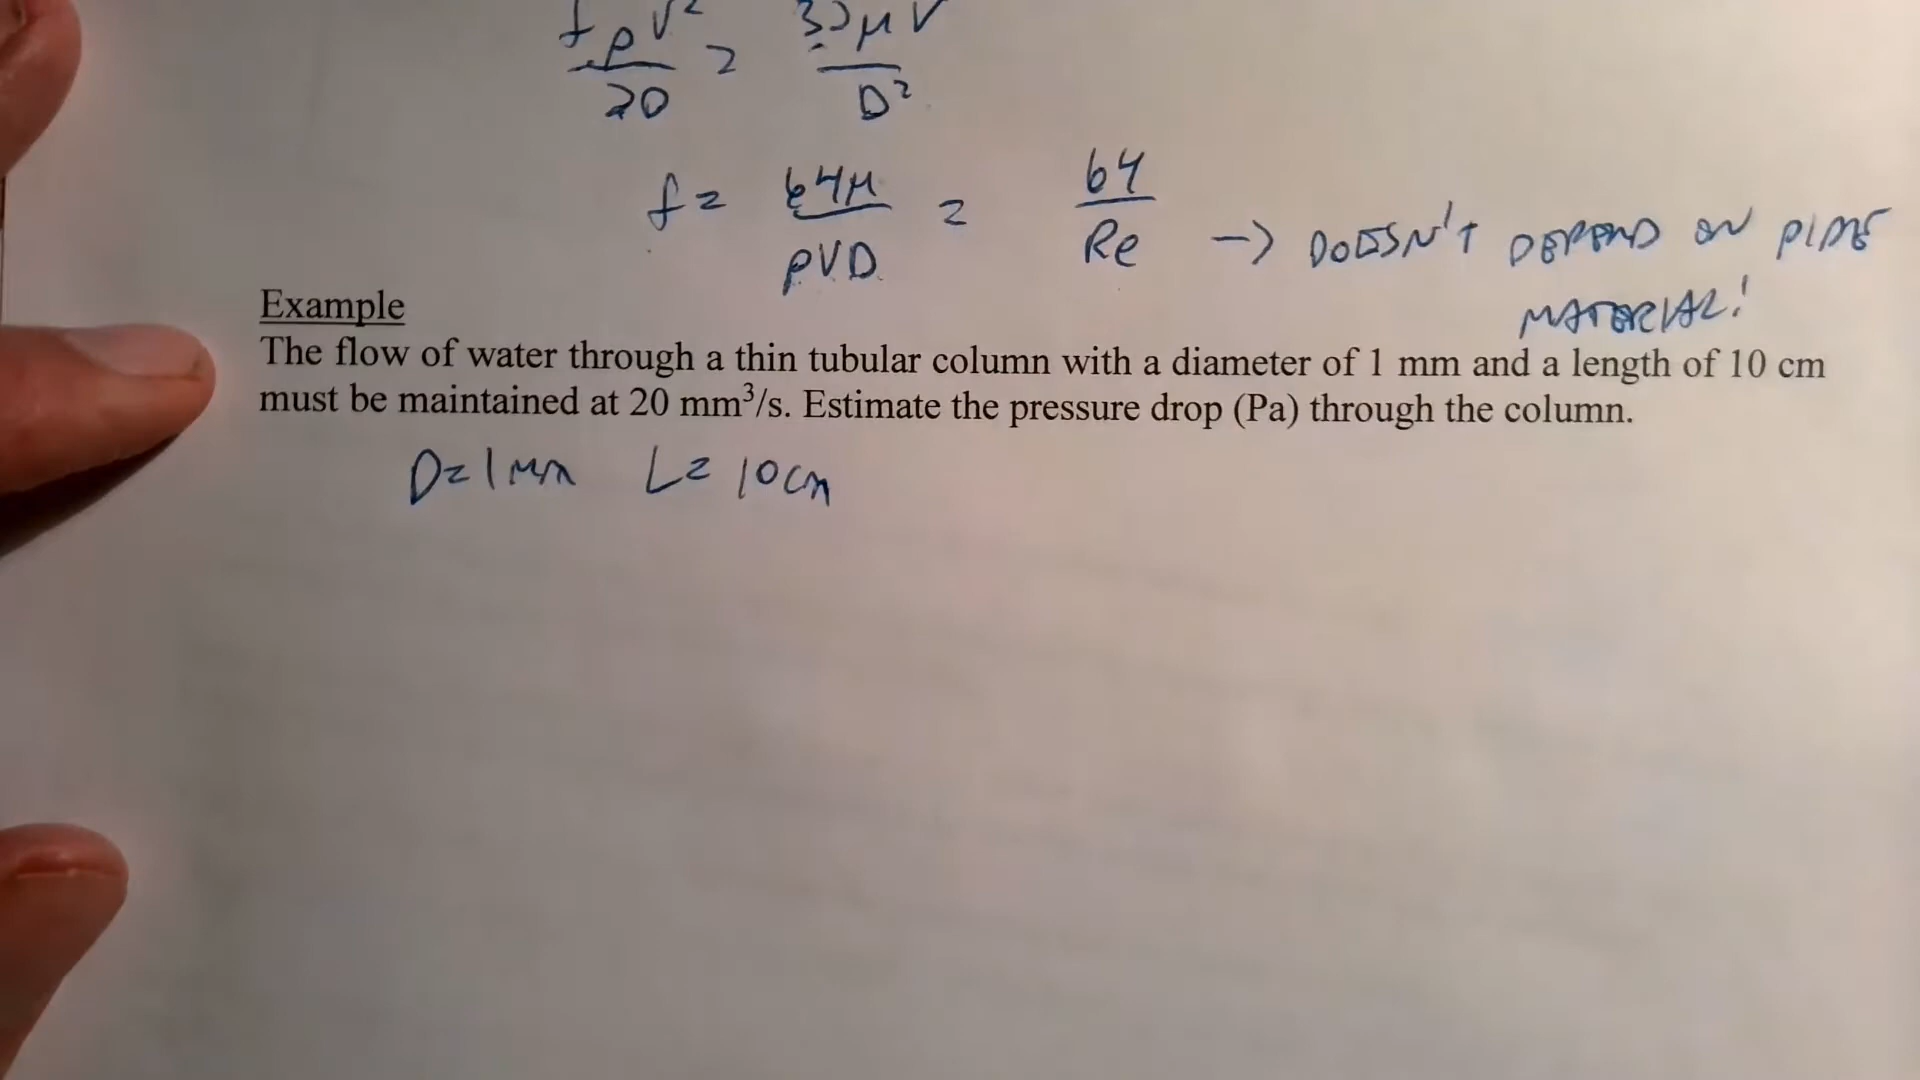 fρV² = 32μV
2D D²
f = 64μ = 64
ρVD Re → DOESN'T DEPEND ON PIPE
MATERIAL!
Example
The flow of water through a thin tubular column with a diameter of 1 mm and a length of 10 cm
must be maintained at 20 mm³/s. Estimate the pressure drop (Pa) through the column.
D=1mm L= 10cm